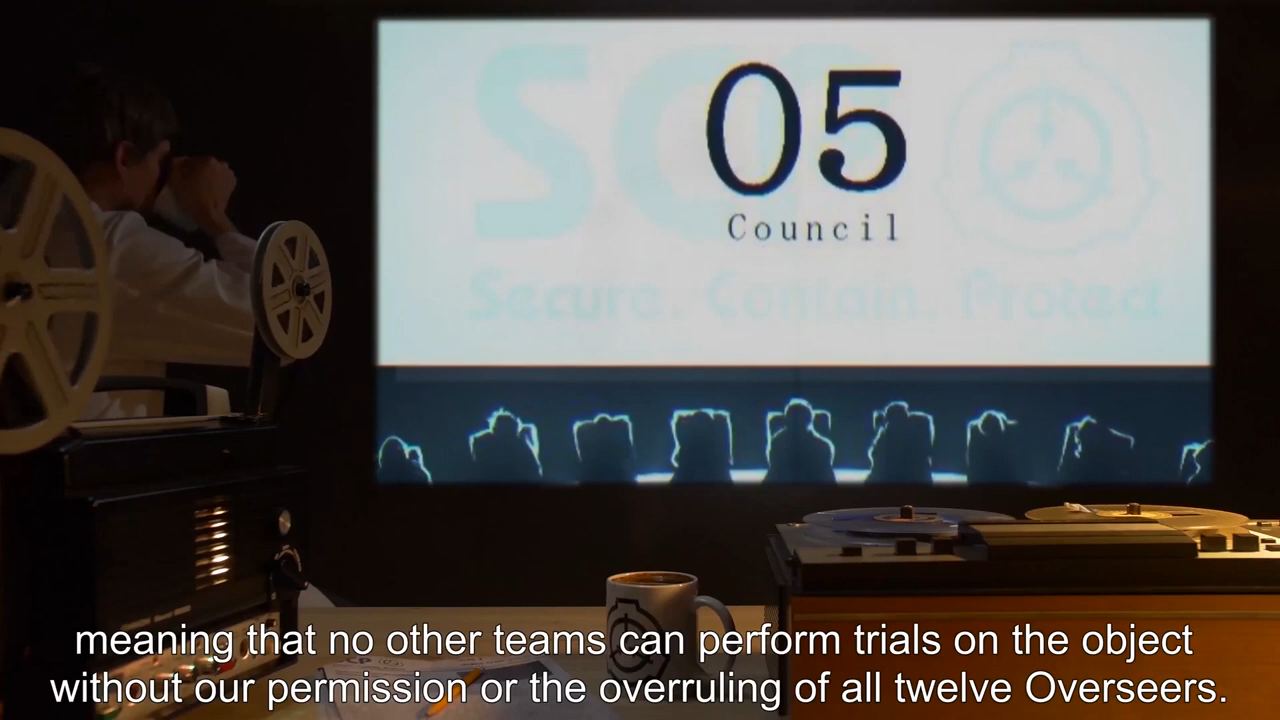 SCP
05
Council
Secure. Contain. Protect
meaning that no other teams can perform trials on the object
without our permission or the overruling of all twelve Overseers.